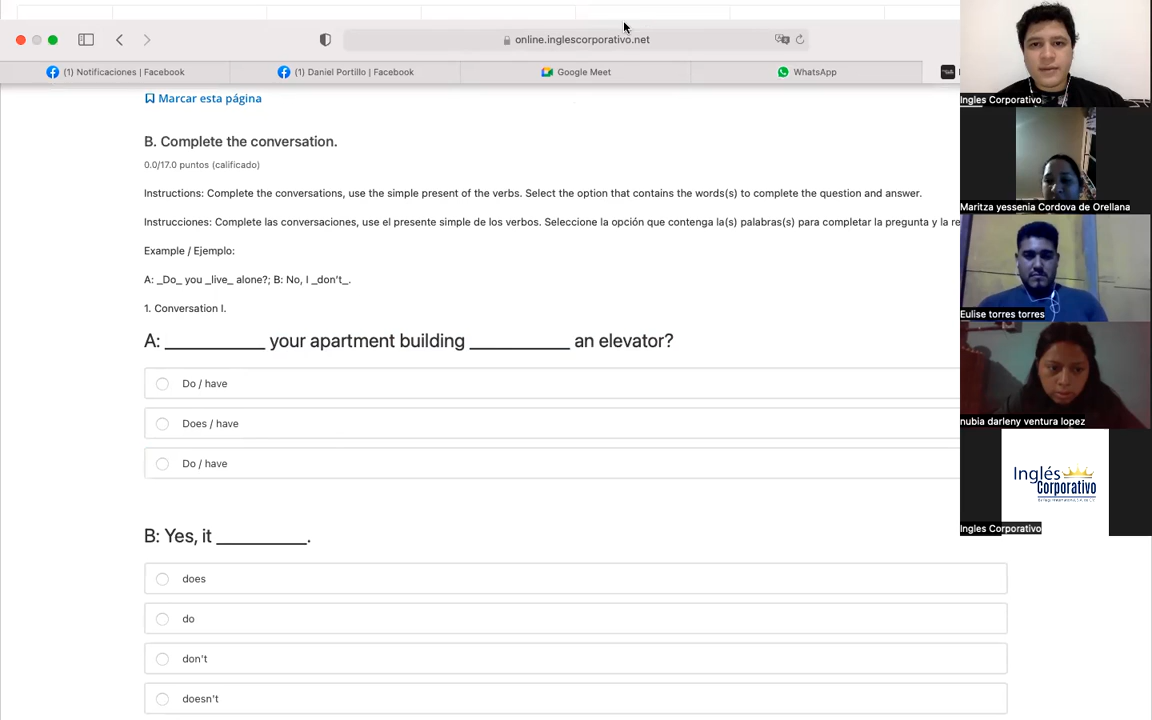 online.inglescorporativo.net
(1) Notificaciones | Facebook
(1) Daniel Portillo | Facebook
Google Meet
WhatsApp
Marcar esta página
B. Complete the conversation.
0.0/17.0 puntos (calificado)
Instructions: Complete the conversations, use the simple present of the verbs. Select the option that contains the words(s) to complete the question and answer.
Instrucciones: Complete las conversaciones, use el presente simple de los verbos. Seleccione la opción que contenga la(s) palabras(s) para completar la pregunta y la re
Example / Ejemplo:
A: _Do_ you _live_ alone?; B: No, I _don't_.
1. Conversation I.
A: __________ your apartment building __________ an elevator?
Do / have
Does / have
Do / have
B: Yes, it _________.
does
do
don't
doesn't
Ingles Corporativo
Maritza yessenia Cordova de Orellana
Eulise torres torres
nubia darleny ventura lopez
Inglés
Corporativo
Ingles Corporativo